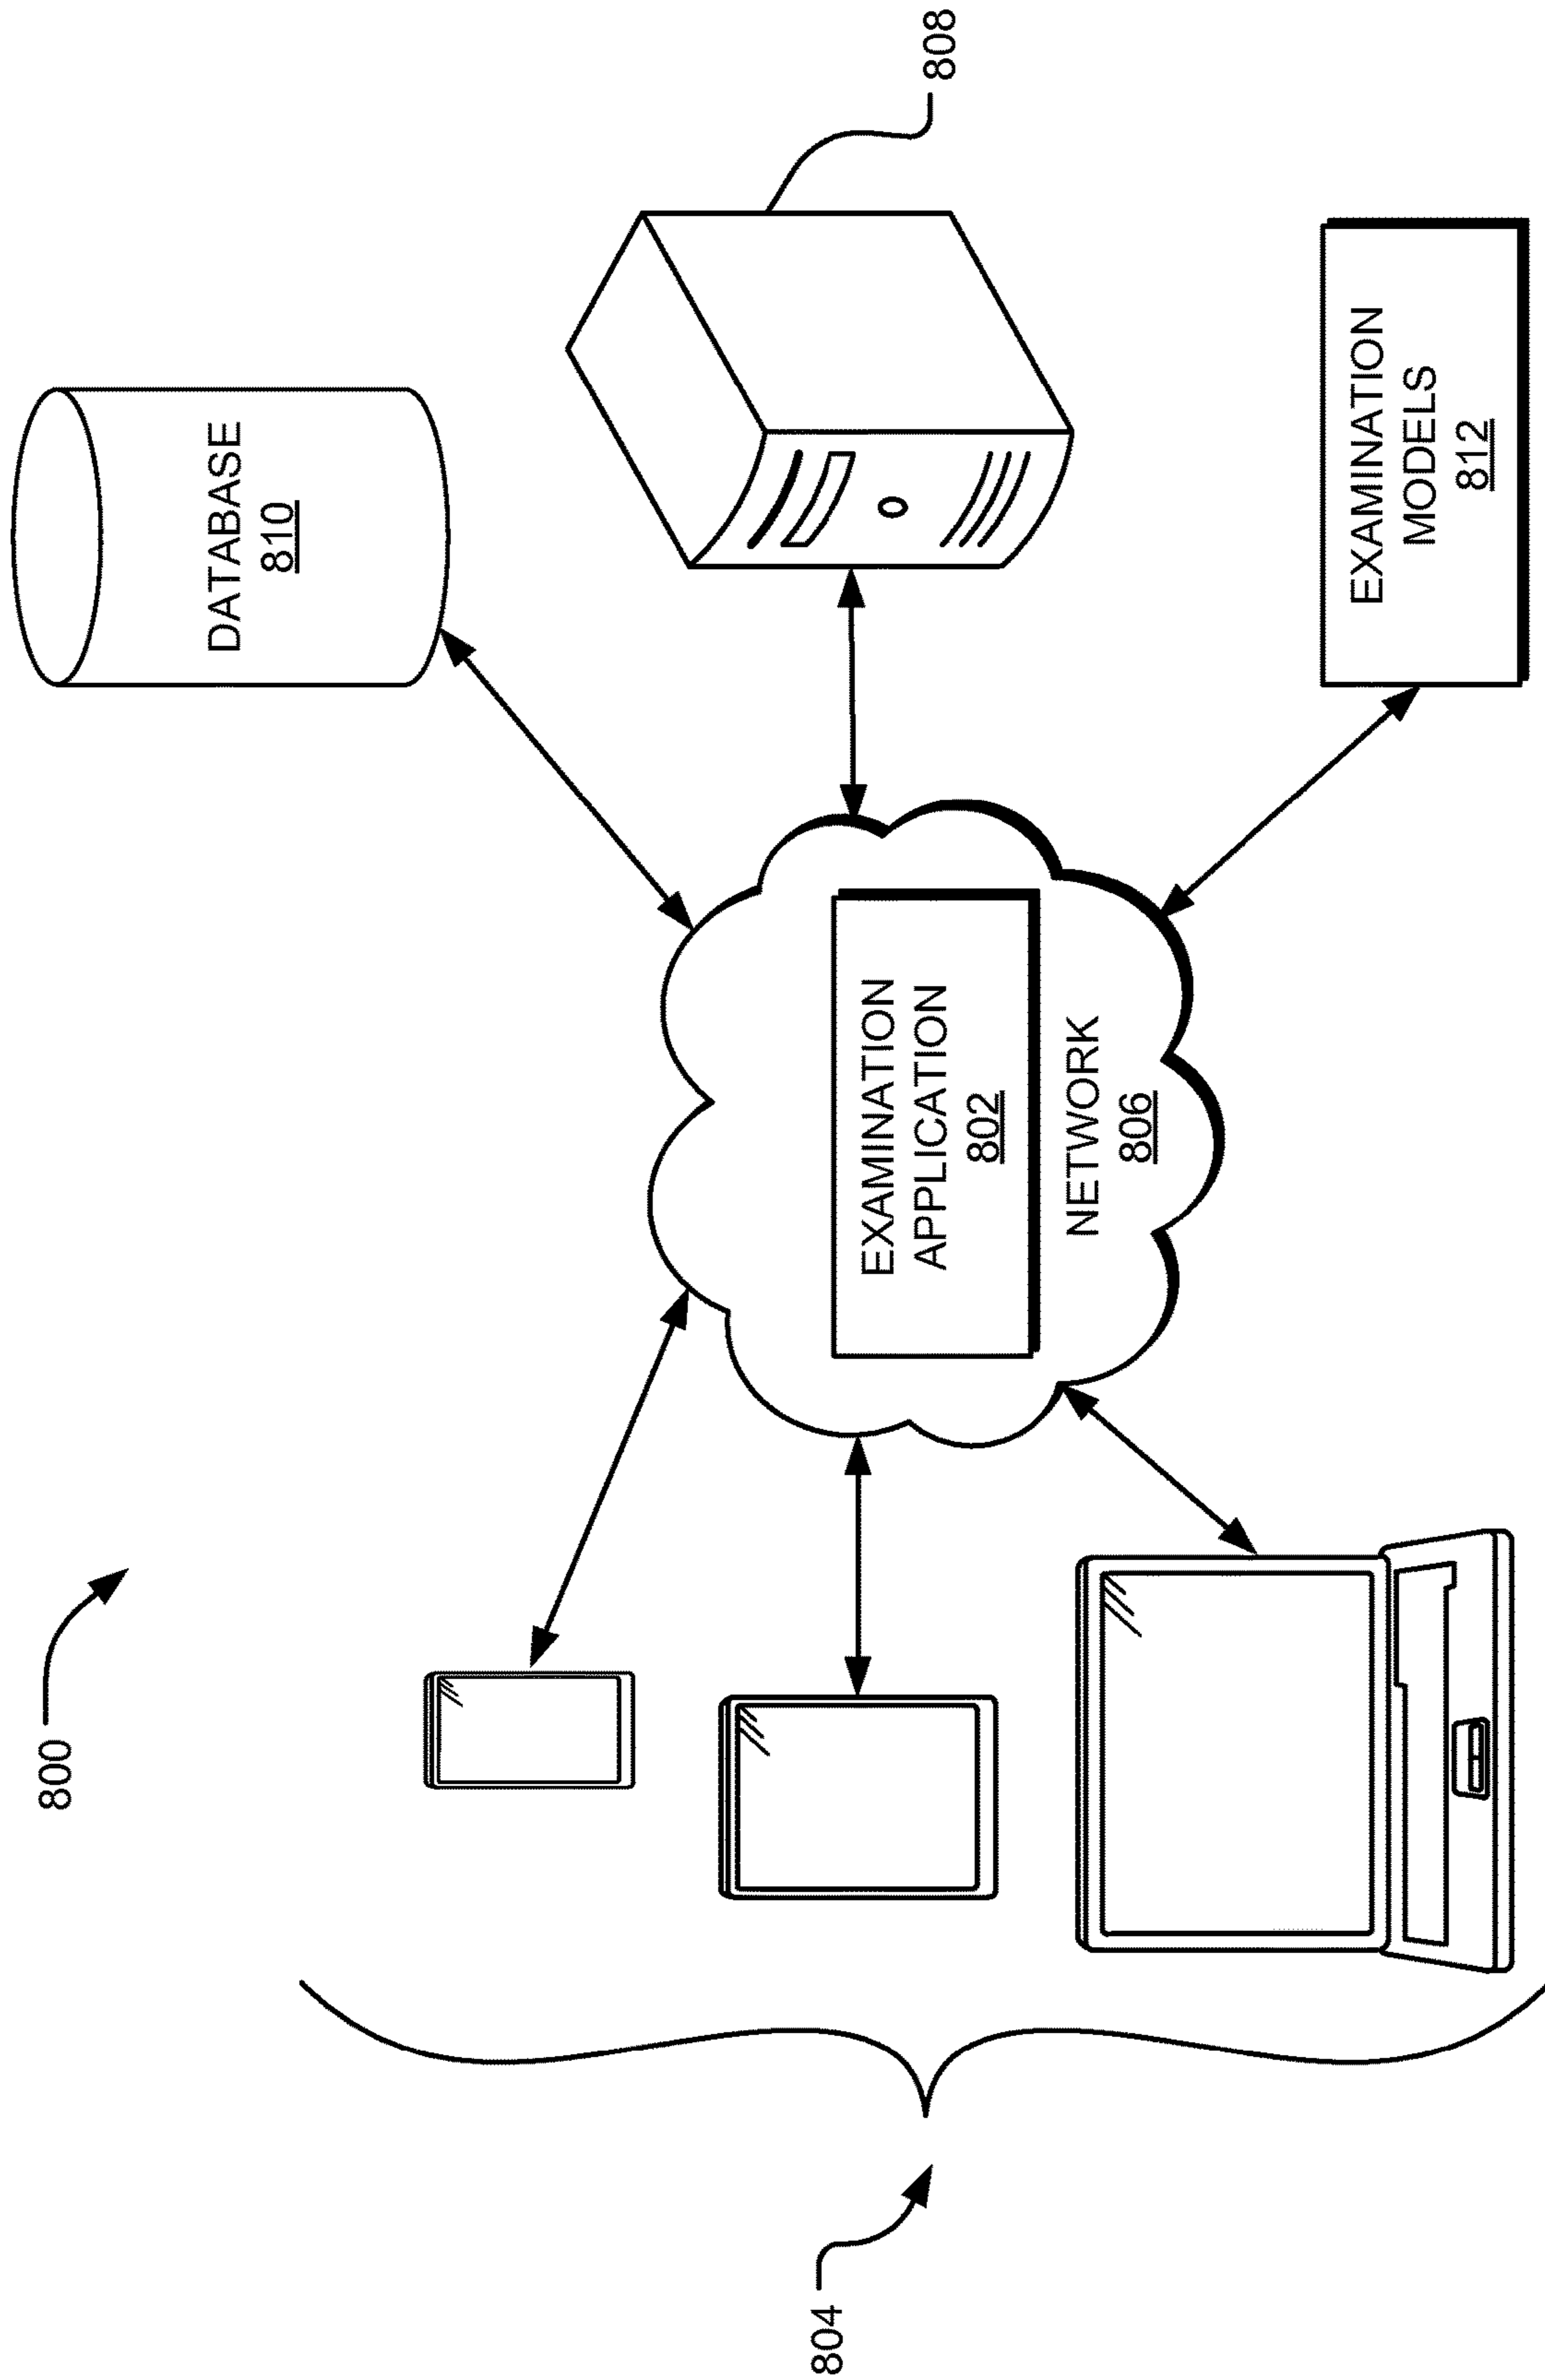 800
804
DATABASE
810
808
EXAMINATION
APPLICATION
802
NETWORK
806
EXAMINATION
MODELS
812